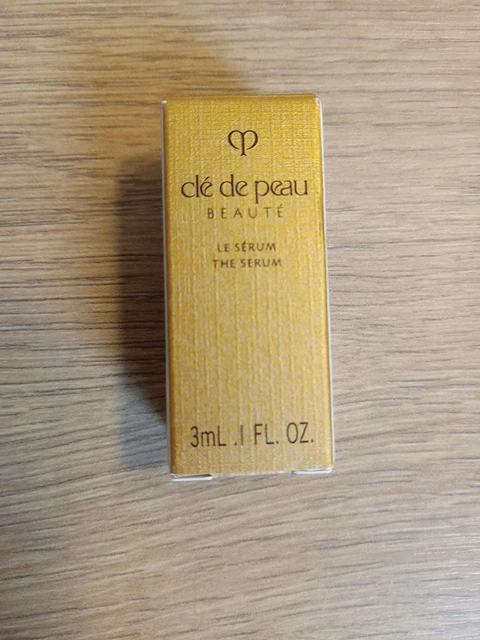 clé de peau
BEAUTÉ
LE SÉRUM
THE SERUM
3mL .1 FL. OZ.